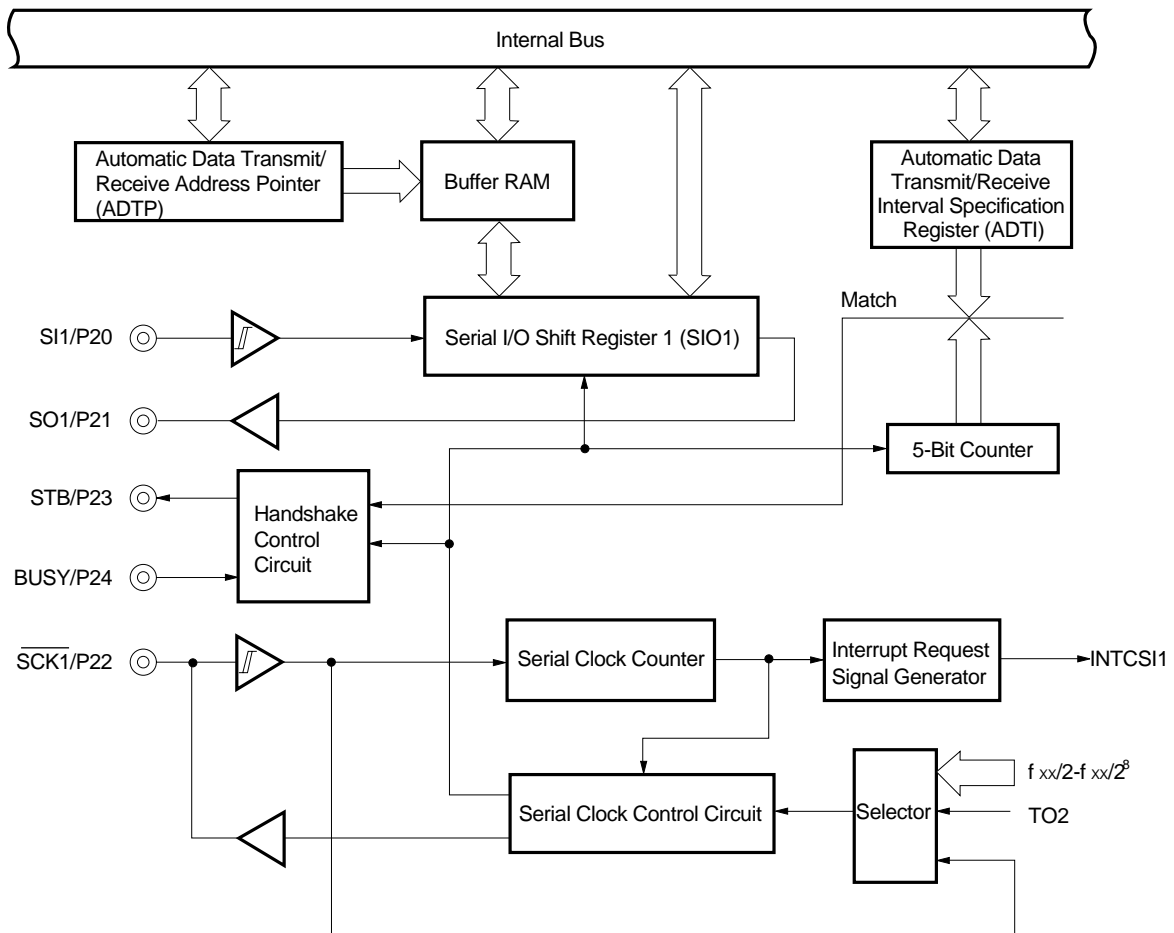 Internal Bus
Automatic Data Transmit/
Receive Address Pointer
(ADTP)
Buffer RAM
Automatic Data
Transmit/Receive
Interval Specification
Register (ADTI)
Match
SI1/P20
Serial I/O Shift Register 1 (SIO1)
SO1/P21
5-Bit Counter
STB/P23
Handshake
Control
Circuit
BUSY/P24
SCK1/P22
Serial Clock Counter
Interrupt Request
Signal Generator
INTCSI1
Serial Clock Control Circuit
Selector
f xx/2-f xx/2⁸
TO2